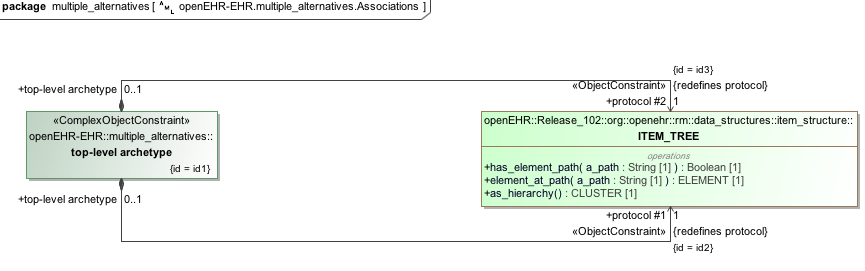 package multiple_alternatives [ AML openEHR-EHR.multiple_alternatives.Associations ]
{id = id3}
+top-level archetype 0..1
«ObjectConstraint» {redefines protocol}
+protocol #2 1
«ComplexObjectConstraint»
openEHR-EHR::multiple_alternatives::
top-level archetype
{id = id1}
openEHR::Release_102::org::openehr::rm::data_structures::item_structure::
ITEM_TREE
operations
+has_element_path( a_path : String [1] ) : Boolean [1]
+element_at_path( a_path : String [1] ) : ELEMENT [1]
+as_hierarchy() : CLUSTER [1]
+top-level archetype 0..1
+protocol #1 1
«ObjectConstraint» {redefines protocol}
{id = id2}